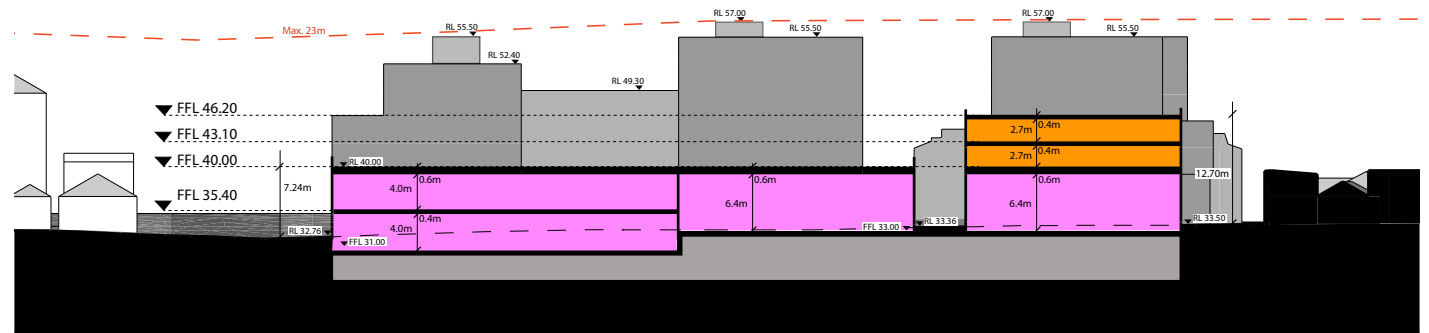 RL 57.00
RL 57.00
Max. 23m
RL 55.50
RL 55.50
RL 55.50
RL 52.40
RL 49.30
FFL 46.20
FFL 43.10
FFL 40.00
FFL 35.40
2.7m
0.4m
2.7m
0.4m
RL 40.00
7.24m
4.0m
0.6m
0.6m
0.6m
12.70m
6.4m
6.4m
4.0m
0.4m
RL 32.76
FFL 31.00
FFL 33.00
RL 33.36
RL 33.50